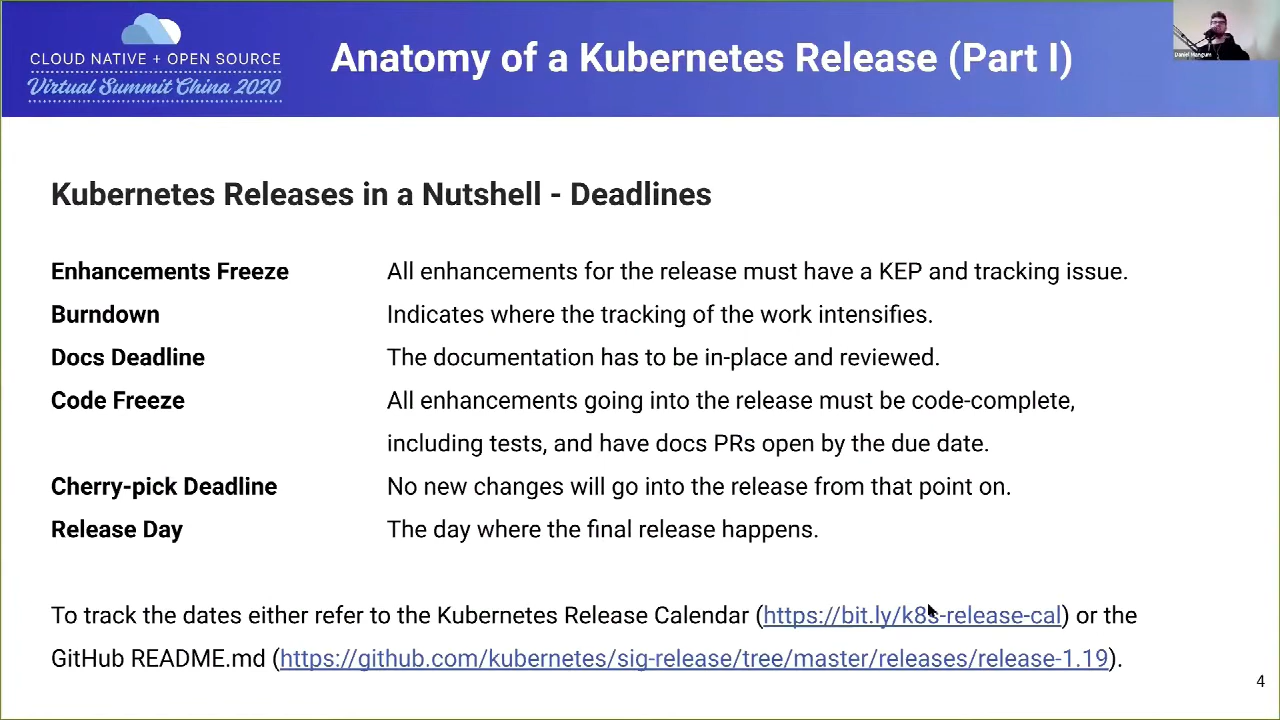 CLOUD NATIVE + OPEN SOURCE
Virtual Summit China 2020
Anatomy of a Kubernetes Release (Part I)
Daniel Mangum
Kubernetes Releases in a Nutshell - Deadlines
Enhancements Freeze All enhancements for the release must have a KEP and tracking issue.
Burndown Indicates where the tracking of the work intensifies.
Docs Deadline The documentation has to be in-place and reviewed.
Code Freeze All enhancements going into the release must be code-complete,
including tests, and have docs PRs open by the due date.
Cherry-pick Deadline No new changes will go into the release from that point on.
Release Day The day where the final release happens.
To track the dates either refer to the Kubernetes Release Calendar (https://bit.ly/k8s-release-cal) or the
GitHub README.md (https://github.com/kubernetes/sig-release/tree/master/releases/release-1.19).
4